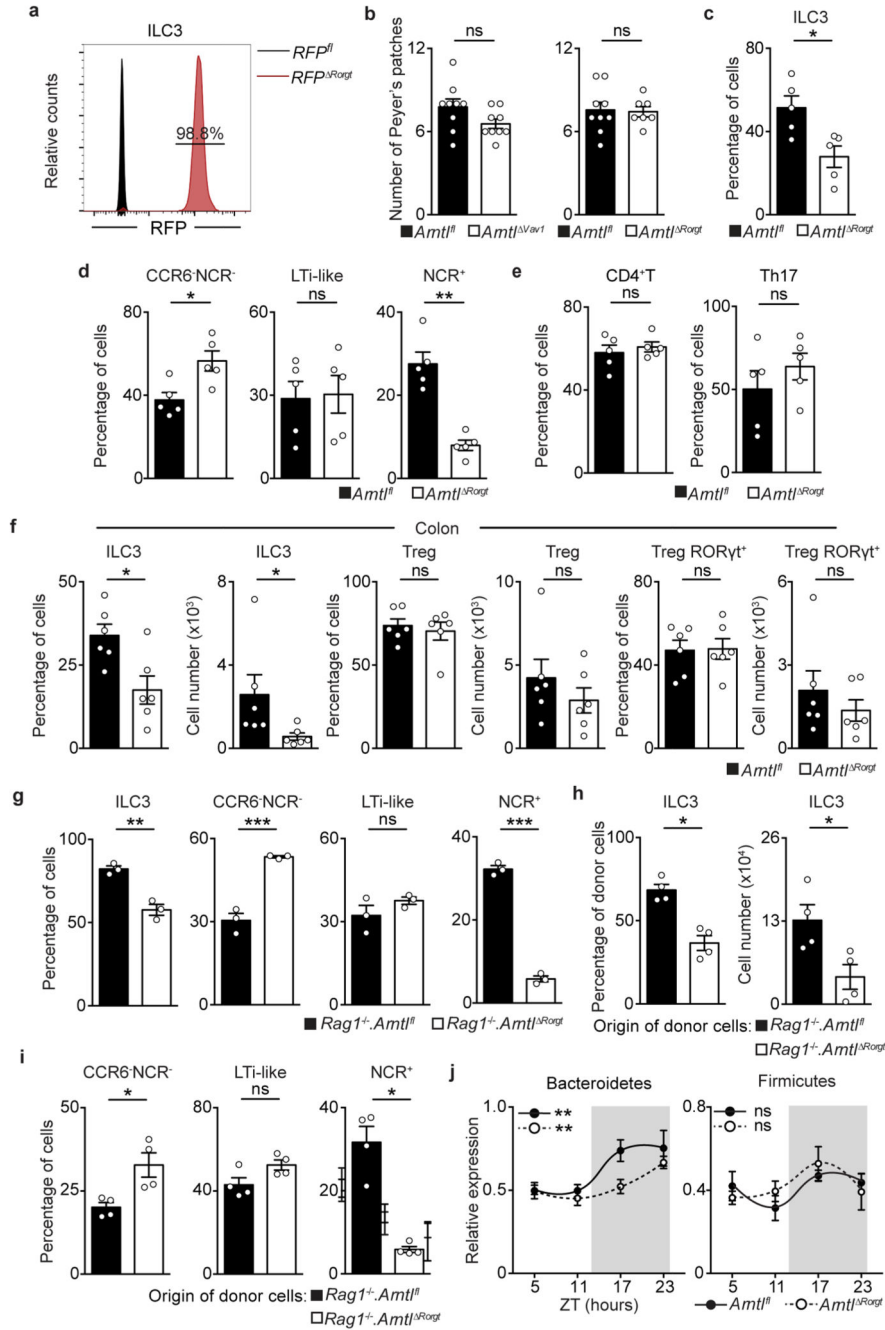 a
ILC3
Relative counts
98.8%
RFP
RFP^fl
RFP^ΔRorgt
b
Number of Peyer's patches
12
6
0
ns
12
6
0
ns
■Amtl^fl □Amtl^ΔVav1
■Amtl^fl □Amtl^ΔRorgt
c
ILC3
*
Percentage of cells
80
40
0
■Amtl^fl □Amtl^ΔRorgt
d
CCR6-NCR-
*
Percentage of cells
80
40
0
LTi-like
ns
60
30
0
NCR+
**
40
20
0
■Amtl^fl □Amtl^ΔRorgt
e
CD4+T
ns
Percentage of cells
80
40
0
Th17
ns
Percentage of cells
100
50
0
■Amtl^fl □Amtl^ΔRorgt
f
Colon
ILC3
*
Percentage of cells
50
25
0
ILC3
*
Cell number (x10³)
8
4
0
Treg
ns
Percentage of cells
100
50
0
Treg
ns
Cell number (x10³)
10
5
0
Treg RORγt+
ns
Percentage of cells
80
40
0
Treg RORγt+
ns
Cell number (x10³)
6
3
0
■Amtl^fl □Amtl^ΔRorgt
g
ILC3
**
Percentage of cells
100
50
0
CCR6-NCR-
***
60
30
0
LTi-like
ns
60
30
0
NCR+
***
40
20
0
■Rag1-/-.Amtl^fl □Rag1-/-.Amtl^ΔRorgt
h
ILC3
*
Percentage of donor cells
100
50
0
ILC3
*
Cell number (x10⁴)
26
13
0
Origin of donor cells: ■Rag1-/-.Amtl^fl
□Rag1-/-.Amtl^ΔRorgt
i
CCR6-NCR-
*
Percentage of cells
50
25
0
LTi-like
ns
80
40
0
NCR+
*
40
20
0
Origin of donor cells: ■Rag1-/-.Amtl^fl
□Rag1-/-.Amtl^ΔRorgt
j
Bacteroidetes
**
**
Relative expression
1.0
0.5
0
5 11 17 23
Firmicutes
ns
ns
0.8
0.4
0
5 11 17 23
ZT (hours)
Amtl^fl Amtl^ΔRorgt